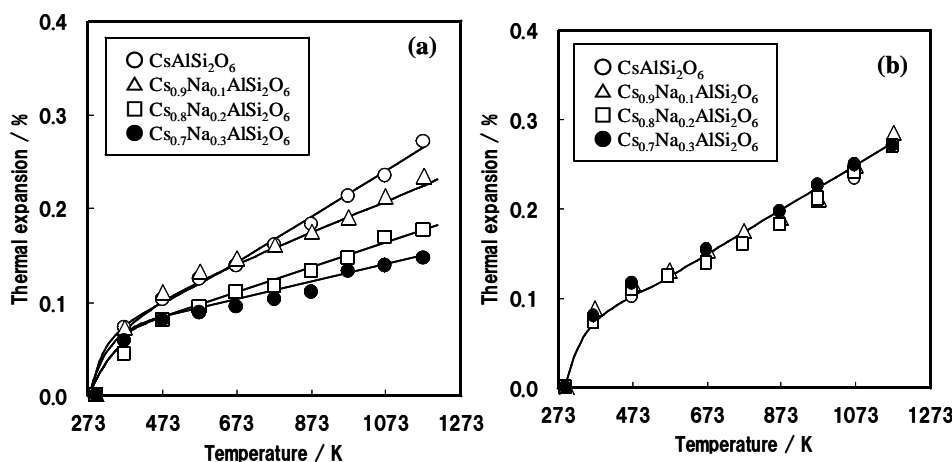 0.4
0.3
0.2
0.1
0.0
Thermal expansion / %
(a)
CsAlSi₂O₆
Cs₀.₉Na₀.₁AlSi₂O₆
Cs₀.₈Na₀.₂AlSi₂O₆
Cs₀.₇Na₀.₃AlSi₂O₆
273 473 673 873 1073 1273
Temperature / K
0.4
0.3
0.2
0.1
0.0
Thermal expansion / %
(b)
CsAlSi₂O₆
Cs₀.₉Na₀.₁AlSi₂O₆
Cs₀.₈Na₀.₂AlSi₂O₆
Cs₀.₇Na₀.₃AlSi₂O₆
273 473 673 873 1073 1273
Temperature / K